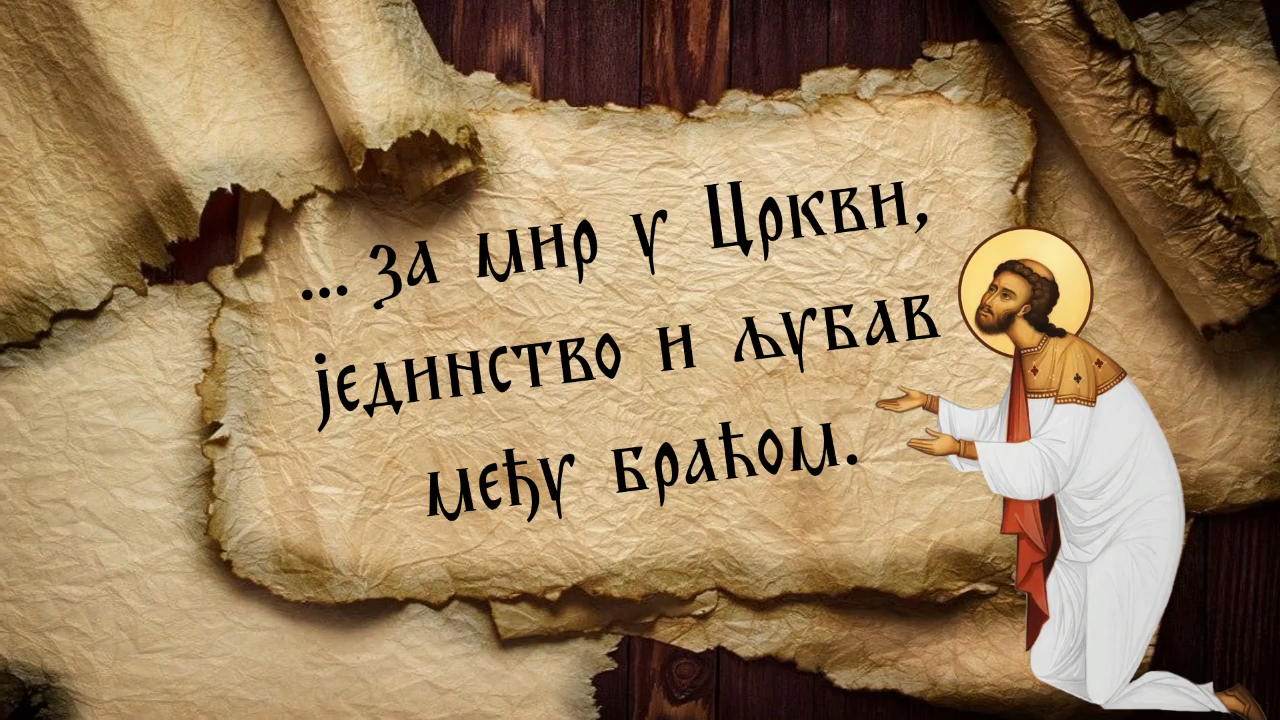 ... за мир у Цркви,
јединство и љубав
међу браћом.